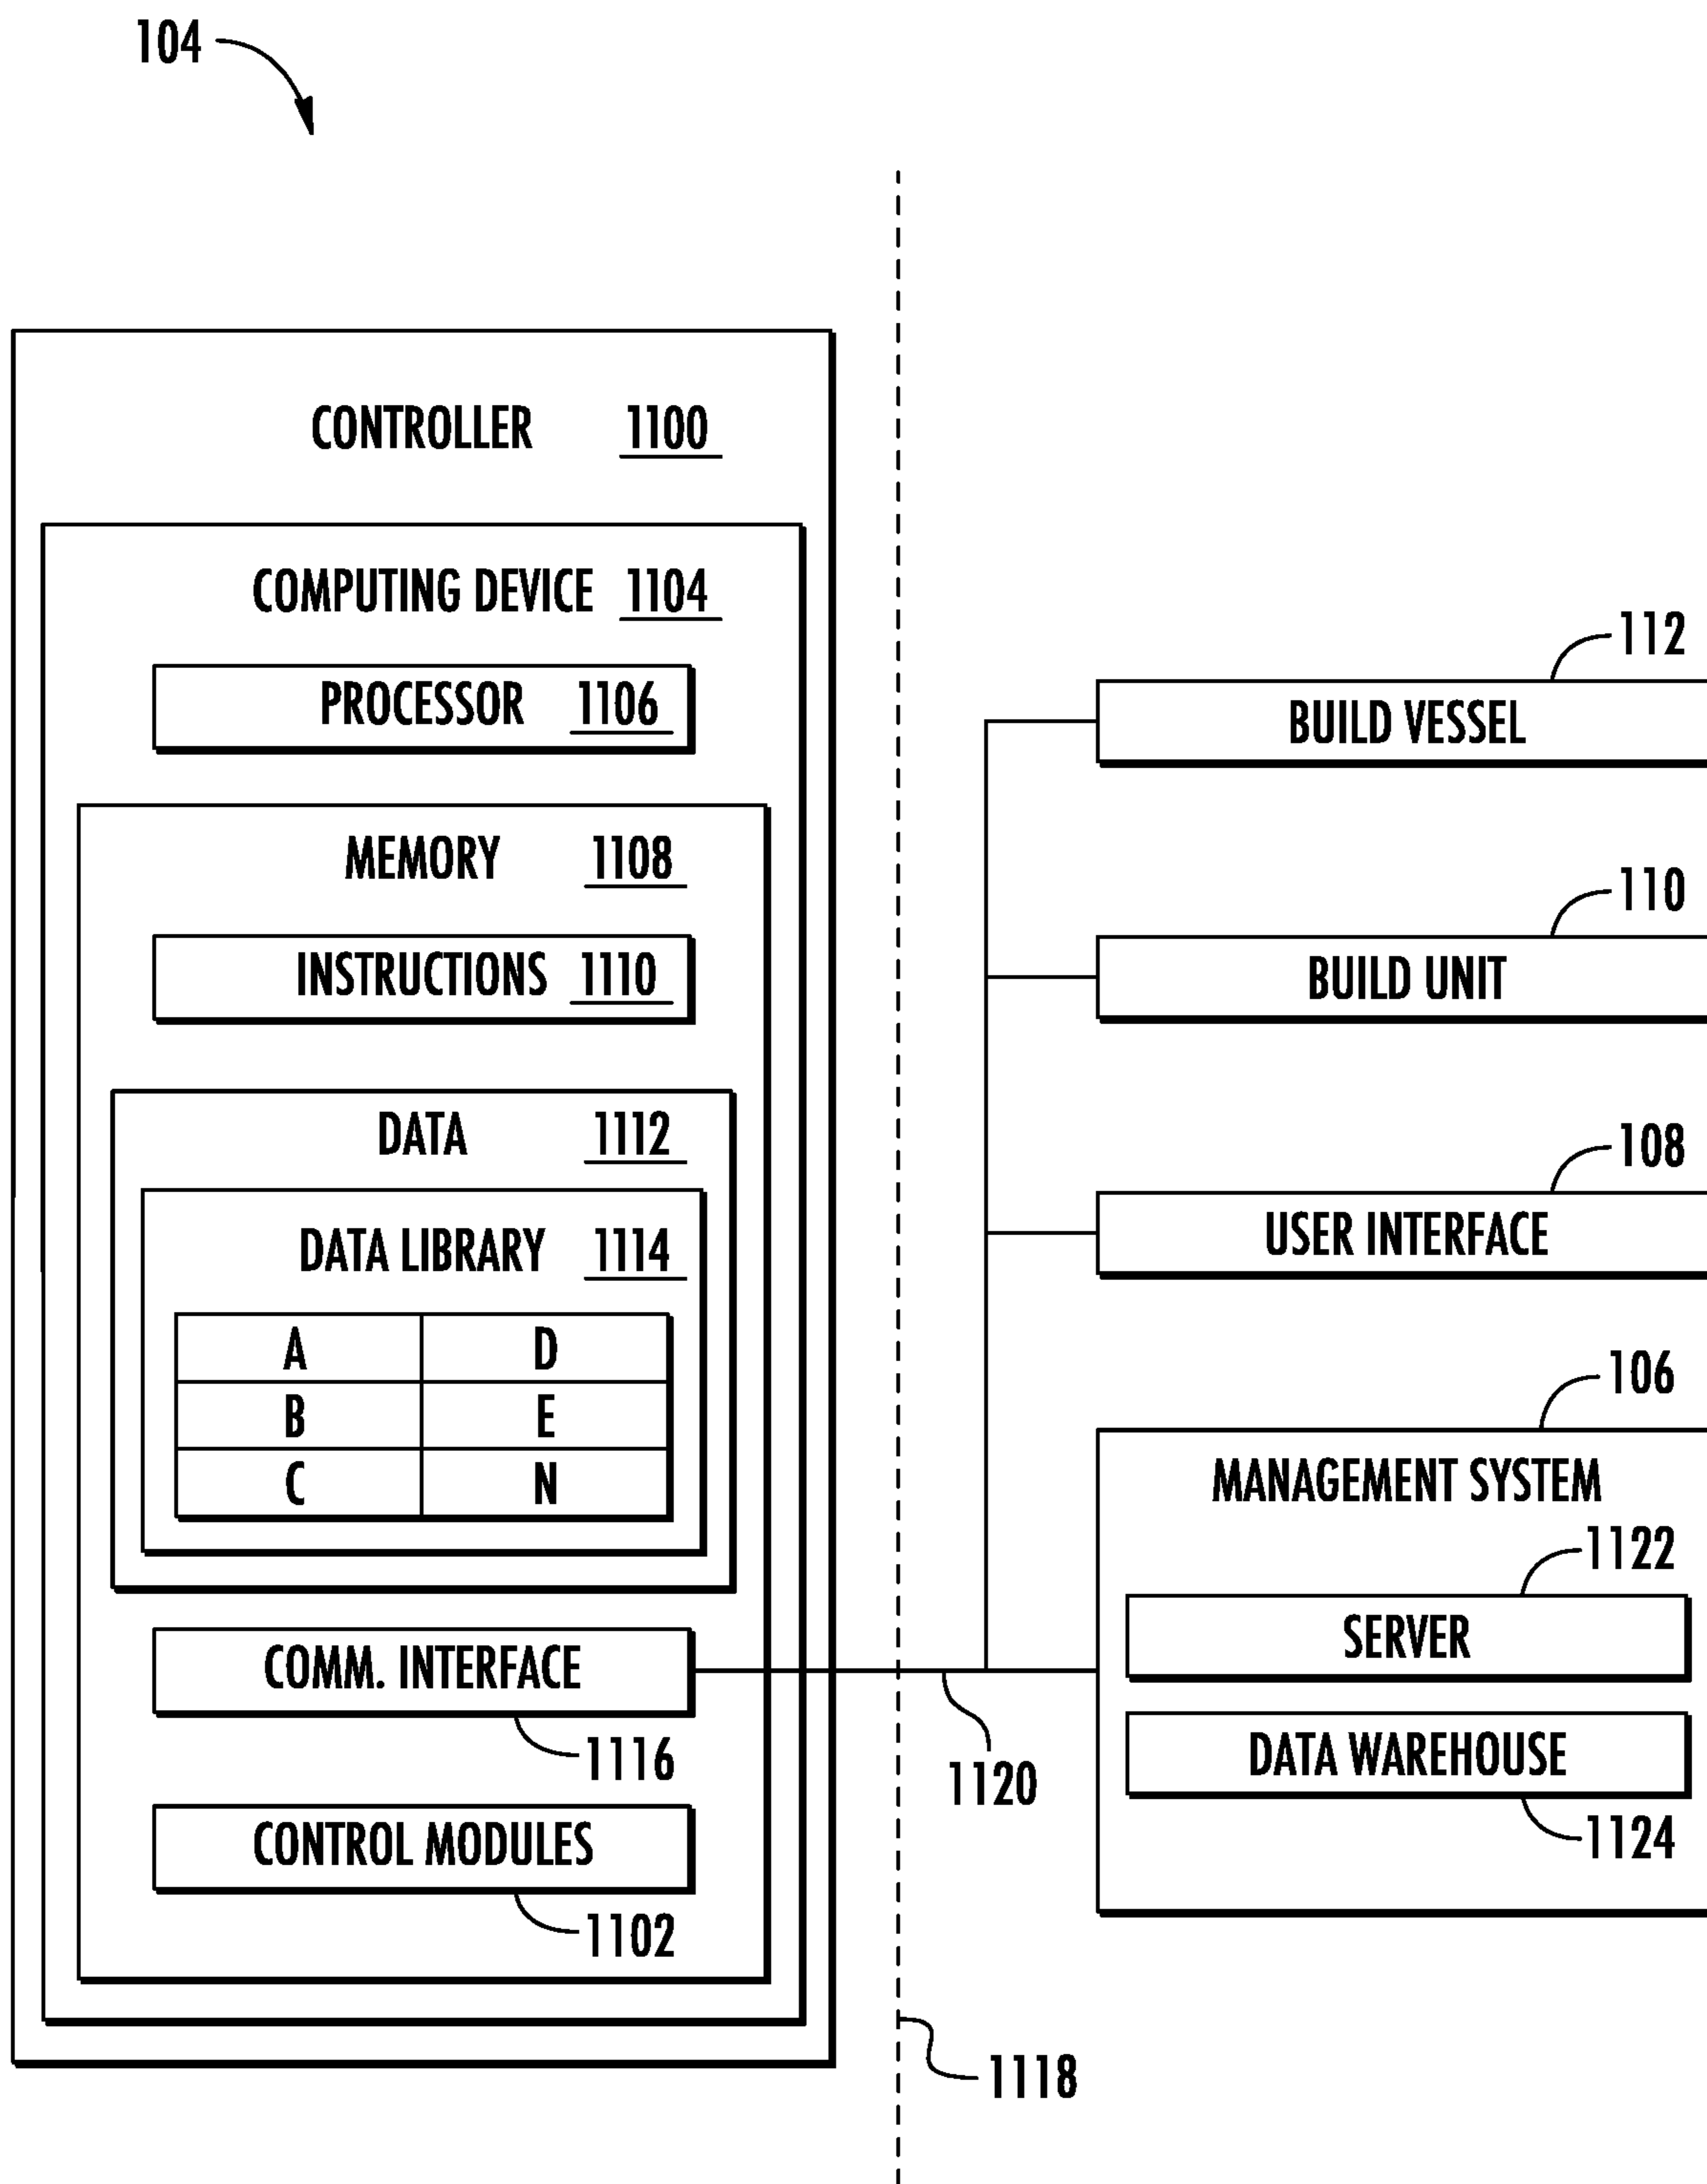 104
CONTROLLER 1100
COMPUTING DEVICE 1104
PROCESSOR 1106
MEMORY 1108
INSTRUCTIONS 1110
DATA 1112
DATA LIBRARY 1114
A D
B E
C N
COMM. INTERFACE
1116
CONTROL MODULES
1102
112
BUILD VESSEL
110
BUILD UNIT
108
USER INTERFACE
106
MANAGEMENT SYSTEM
1122
SERVER
DATA WAREHOUSE
1124
1120
1118